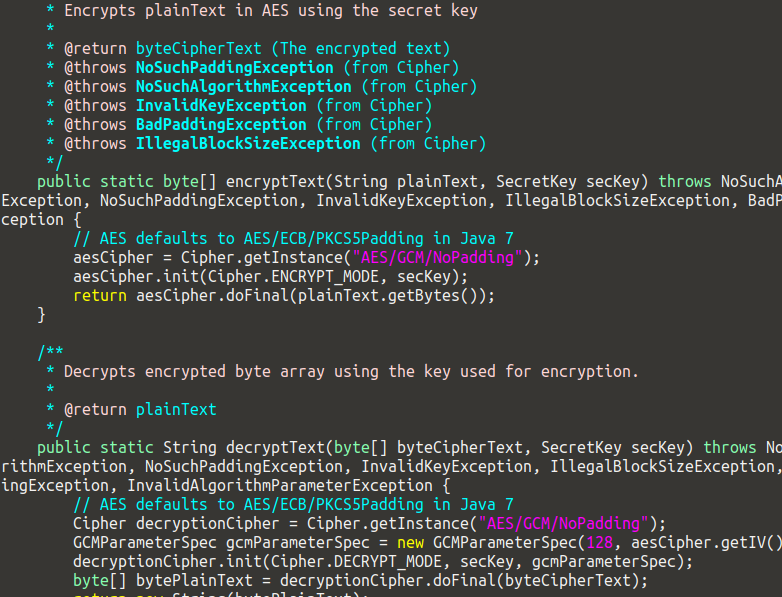 * Encrypts plainText in AES using the secret key
*
* @return byteCipherText (The encrypted text)
* @throws NoSuchPaddingException (from Cipher)
* @throws NoSuchAlgorithmException (from Cipher)
* @throws InvalidKeyException (from Cipher)
* @throws BadPaddingException (from Cipher)
* @throws IllegalBlockSizeException (from Cipher)
*/
public static byte[] encryptText(String plainText, SecretKey secKey) throws NoSuchA
Exception, NoSuchPaddingException, InvalidKeyException, IllegalBlockSizeException, BadP
ception {
// AES defaults to AES/ECB/PKCS5Padding in Java 7
aesCipher = Cipher.getInstance("AES/GCM/NoPadding");
aesCipher.init(Cipher.ENCRYPT_MODE, secKey);
return aesCipher.doFinal(plainText.getBytes());
}
/**
* Decrypts encrypted byte array using the key used for encryption.
*
* @return plainText
*/
public static String decryptText(byte[] byteCipherText, SecretKey secKey) throws No
rithmException, NoSuchPaddingException, InvalidKeyException, IllegalBlockSizeException,
ingException, InvalidAlgorithmParameterException {
// AES defaults to AES/ECB/PKCS5Padding in Java 7
Cipher decryptionCipher = Cipher.getInstance("AES/GCM/NoPadding");
GCMParameterSpec gcmParameterSpec = new GCMParameterSpec(128, aesCipher.getIV()
decryptionCipher.init(Cipher.DECRYPT_MODE, secKey, gcmParameterSpec);
byte[] bytePlainText = decryptionCipher.doFinal(byteCipherText);
return new String(bytePlainText);